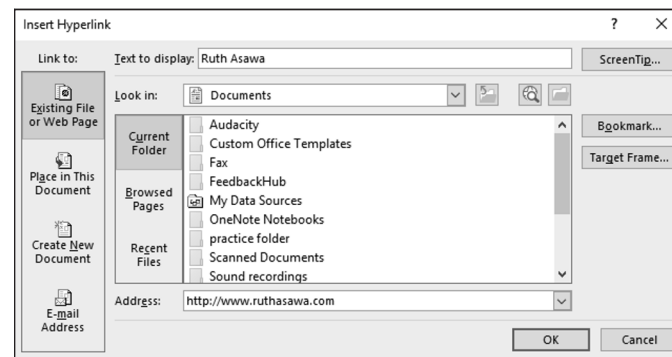 Insert Hyperlink ? ×
Link to:
Text to display: Ruth Asawa
ScreenTip...
Existing File
or Web Page
Place in This
Document
Create New
Document
E-mail
Address
Look in: Documents
Current
Folder
Browsed
Pages
Recent
Files
Audacity
Custom Office Templates
Fax
FeedbackHub
My Data Sources
OneNote Notebooks
practice folder
Scanned Documents
Sound recordings
Bookmark...
Target Frame...
Address: http://www.ruthasawa.com
OK
Cancel